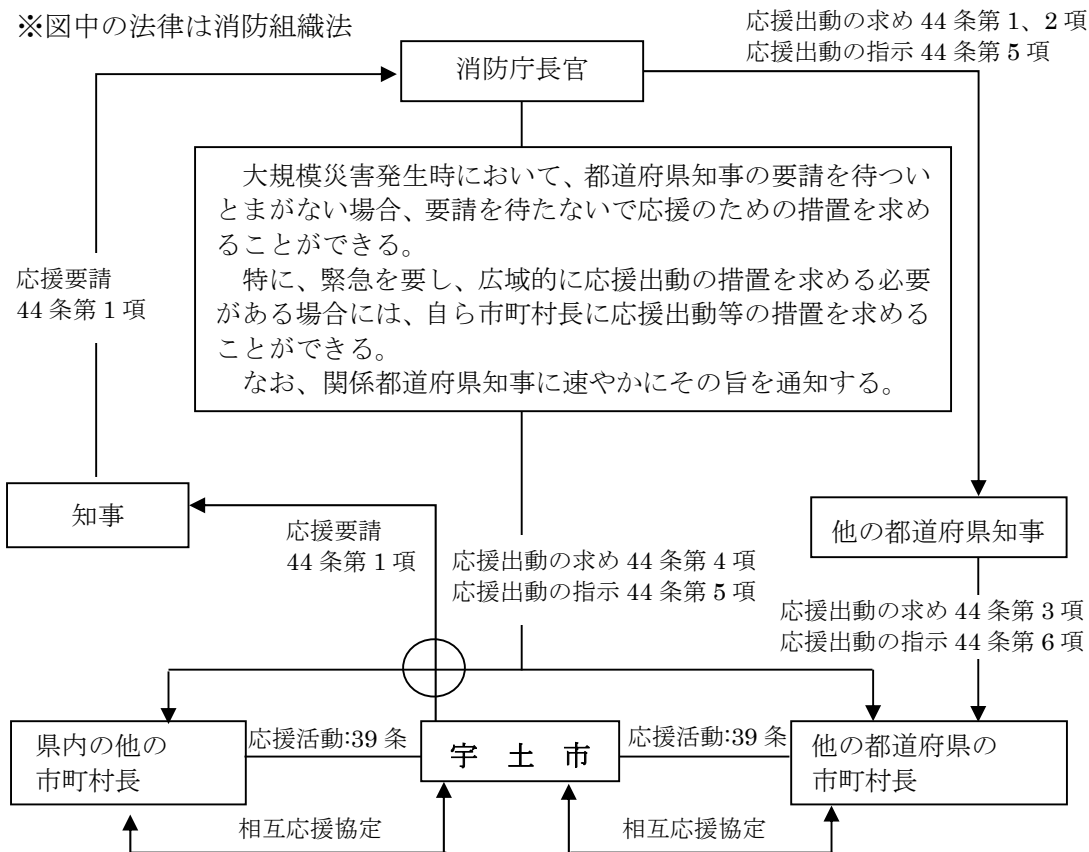 ※図中の法律は消防組織法
応援出動の求め 44 条第 1、2 項
応援出動の指示 44 条第 5 項
消防庁長官
大規模災害発生時において、都道府県知事の要請を待つい
とまがない場合、要請を待たないで応援のための措置を求め
ることができる。
特に、緊急を要し、広域的に応援出動の措置を求める必要
がある場合には、自ら市町村長に応援出動等の措置を求める
ことができる。
なお、関係都道府県知事に速やかにその旨を通知する。
応援要請
44 条第 1 項
知事
応援要請
44 条第 1 項
応援出動の求め 44 条第 4 項
応援出動の指示 44 条第 5 項
他の都道府県知事
応援出動の求め 44 条第 3 項
応援出動の指示 44 条第 6 項
県内の他の
市町村長
応援活動:39 条
宇 土 市
応援活動:39 条
他の都道府県の
市町村長
相互応援協定
相互応援協定